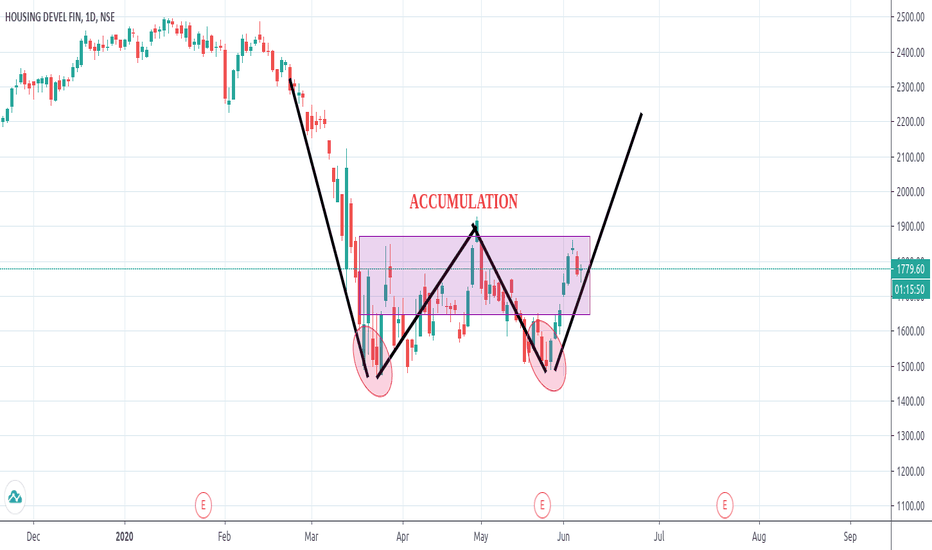 HOUSING DEVEL FIN, 1D, NSE
2500.00
2400.00
2300.00
2200.00
2100.00
2000.00
ACCUMULATION
1900.00
1779.60
01:15:50
1600.00
1500.00
1400.00
1300.00
1200.00
1100.00
E
E
E
Dec
2020
Feb
Mar
Apr
May
Jun
Jul
Aug
Sep